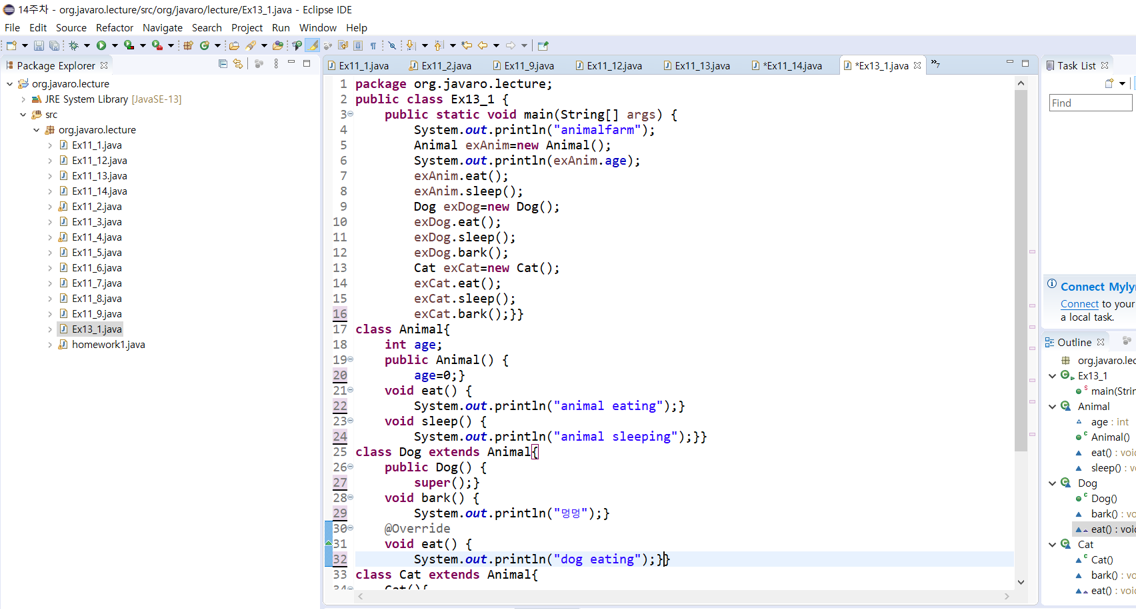 14주차 - org.javaro.lecture/src/org/javaro/lecture/Ex13_1.java - Eclipse IDE
File Edit Source Refactor Navigate Search Project Run Window Help
Package Explorer
org.javaro.lecture
JRE System Library [JavaSE-13]
src
org.javaro.lecture
Ex11_1.java
Ex11_12.java
Ex11_13.java
Ex11_14.java
Ex11_2.java
Ex11_3.java
Ex11_4.java
Ex11_5.java
Ex11_6.java
Ex11_7.java
Ex11_8.java
Ex11_9.java
Ex13_1.java
homework1.java
Ex11_1.java Ex11_2.java Ex11_9.java Ex11_12.java Ex11_13.java *Ex11_14.java *Ex13_1.java »7
1 package org.javaro.lecture;
2 public class Ex13_1 {
3 public static void main(String[] args) {
4 System.out.println("animalfarm");
5 Animal exAnim=new Animal();
6 System.out.println(exAnim.age);
7 exAnim.eat();
8 exAnim.sleep();
9 Dog exDog=new Dog();
10 exDog.eat();
11 exDog.sleep();
12 exDog.bark();
13 Cat exCat=new Cat();
14 exCat.eat();
15 exCat.sleep();
16 exCat.bark();}}
17 class Animal{
18 int age;
19 public Animal() {
20 age=0;}
21 void eat() {
22 System.out.println("animal eating");}
23 void sleep() {
24 System.out.println("animal sleeping");}}
25 class Dog extends Animal{
26 public Dog() {
27 super();}
28 void bark() {
29 System.out.println("멍멍");}
30 @Override
31 void eat() {
32 System.out.println("dog eating");}}
33 class Cat extends Animal{
34 Cat(){
Task List
Find
Connect Myly
Connect to your
a local task.
Outline
org.javaro.lec
Ex13_1
main(Strin
Animal
age : int
Animal()
eat() : voi
sleep() : v
Dog
Dog()
bark() : vo
eat() : voi
Cat
Cat()
bark() : vo
eat() : voi